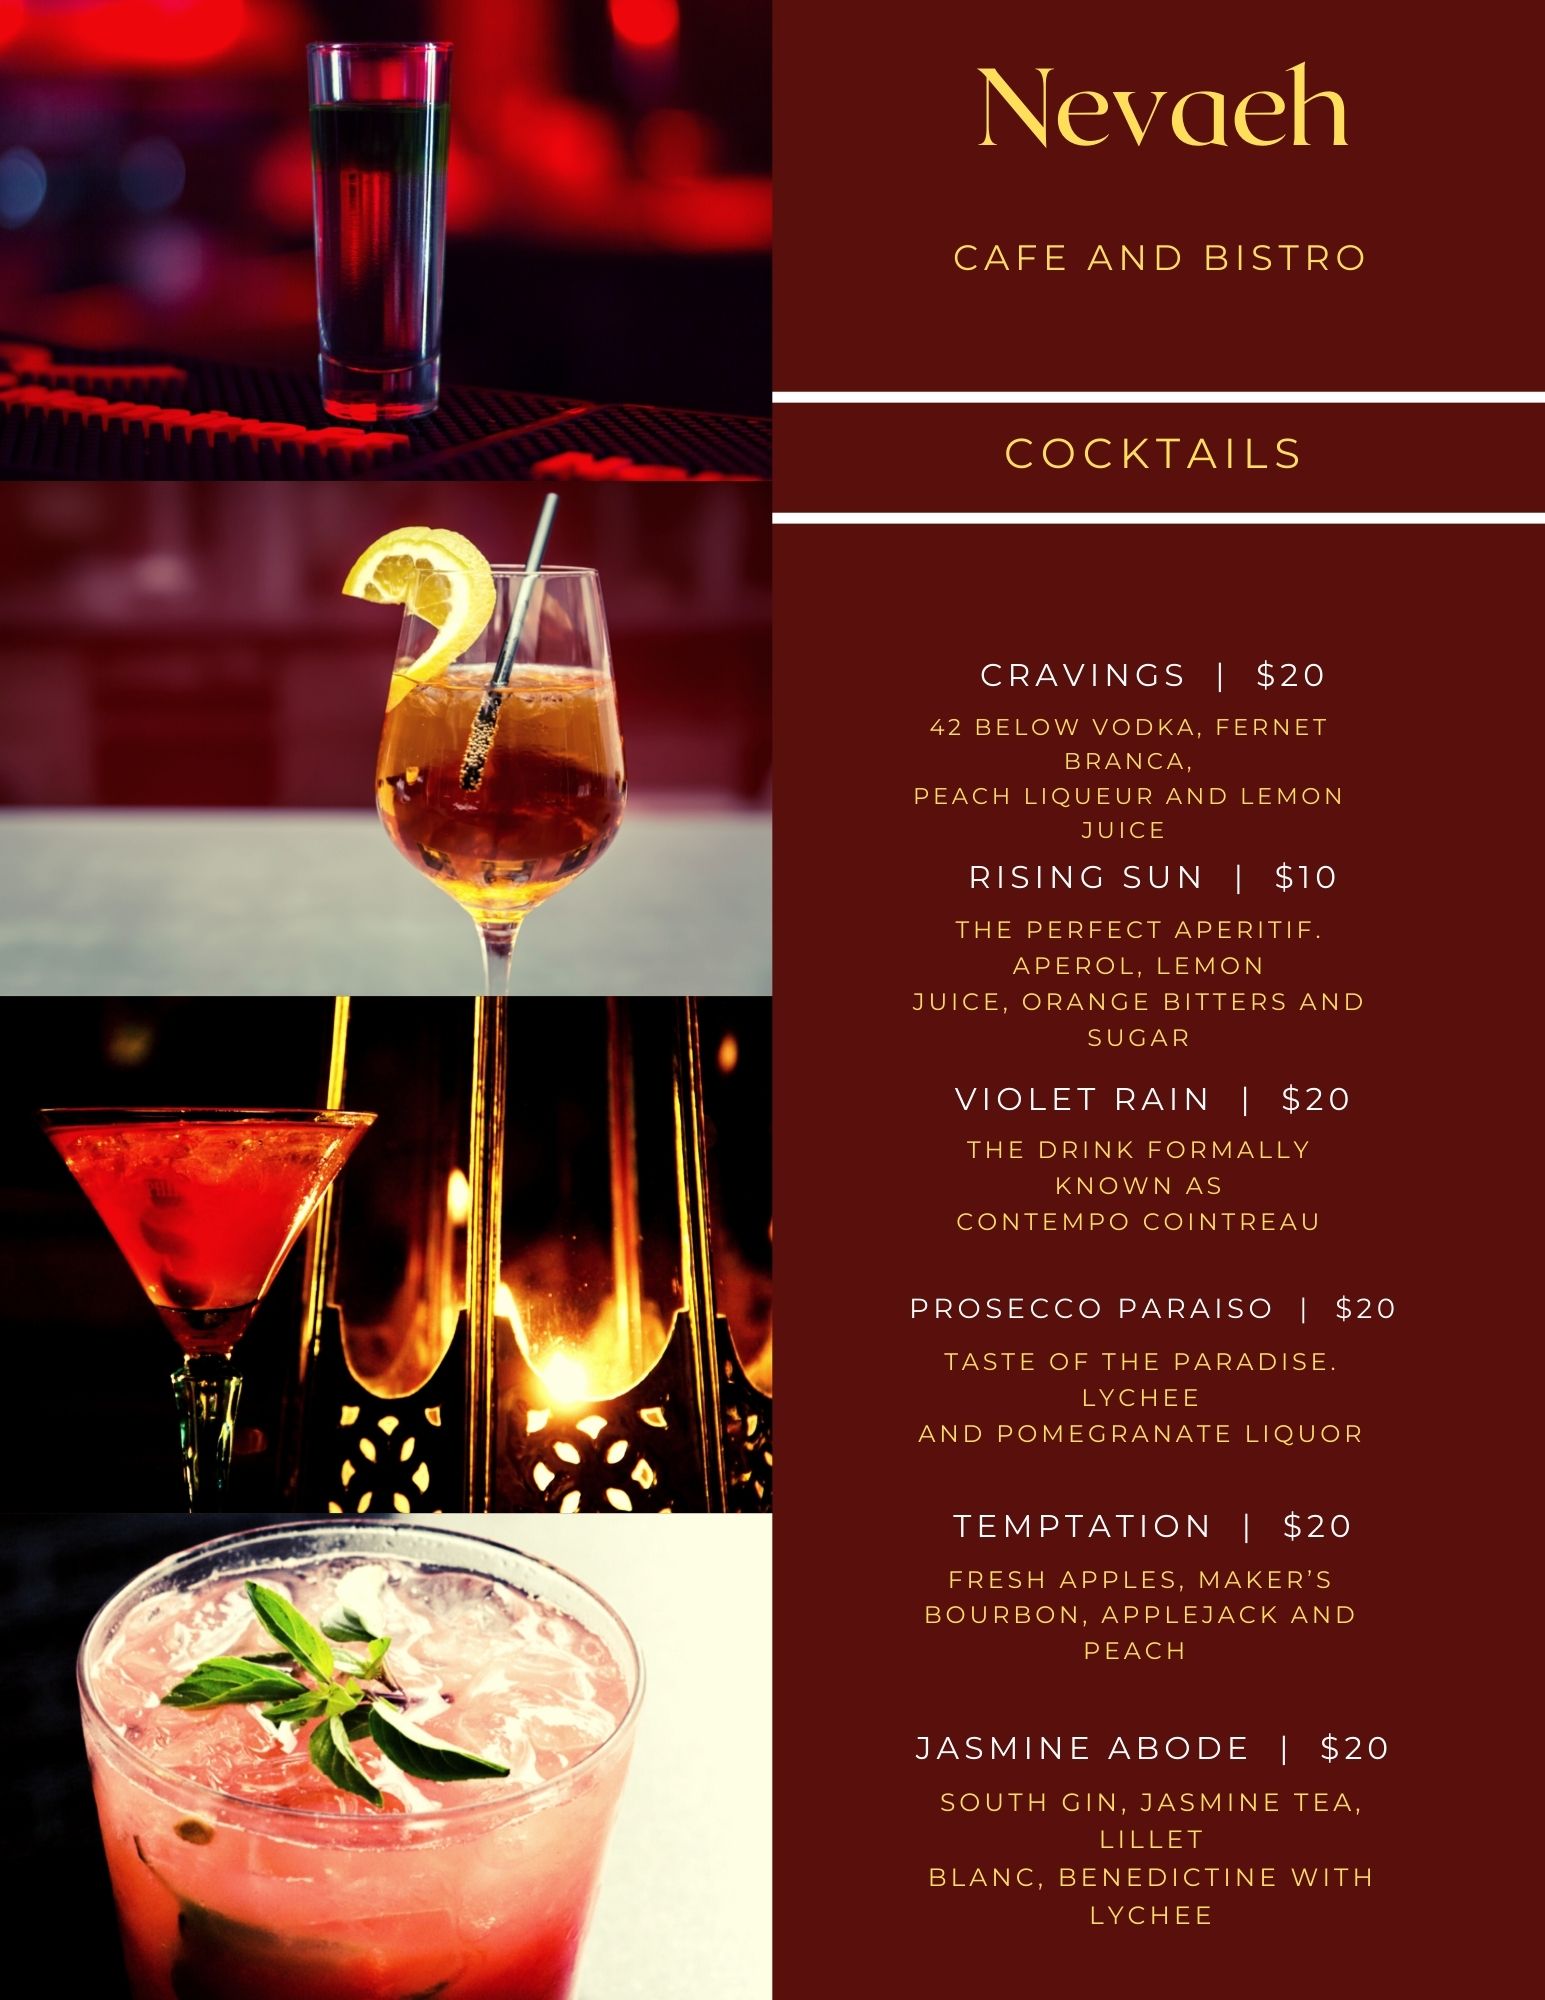 Nevaeh
CAFE AND BISTRO
COCKTAILS
CRAVINGS | $20
42 BELOW VODKA, FERNET
BRANCA,
PEACH LIQUEUR AND LEMON
JUICE
RISING SUN | $10
THE PERFECT APERITIF.
APEROL, LEMON
JUICE, ORANGE BITTERS AND
SUGAR
VIOLET RAIN | $20
THE DRINK FORMALLY
KNOWN AS
CONTEMPO COINTREAU
PROSECCO PARAISO | $20
TASTE OF THE PARADISE.
LYCHEE
AND POMEGRANATE LIQUOR
TEMPTATION | $20
FRESH APPLES, MAKER’S
BOURBON, APPLEJACK AND
PEACH
JASMINE ABODE | $20
SOUTH GIN, JASMINE TEA,
LILLET
BLANC, BENEDICTINE WITH
LYCHEE